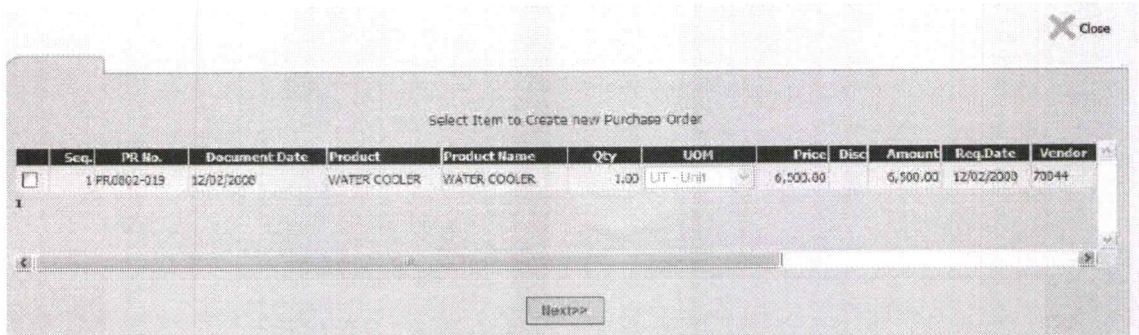 Close
Select Item to Create new Purchase Order
Seq. PR No. Document Date Product Product Name Qty UOM Price Disc Amount Req.Date Vendor
1 PR0802-019 12/02/2008 WATER COOLER WATER COOLER 1.00 UT - Unit 6,500.00 6,500.00 12/02/2008 70044
1
Next>>